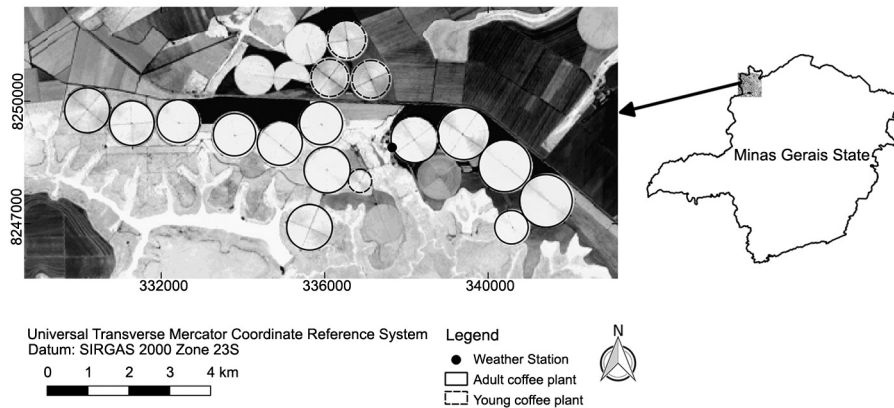 8250000
8247000
332000
336000
340000
Minas Gerais State
Universal Transverse Mercator Coordinate Reference System
Datum: SIRGAS 2000 Zone 23S
0 1 2 3 4 km
Legend
Weather Station
Adult coffee plant
Young coffee plant
N